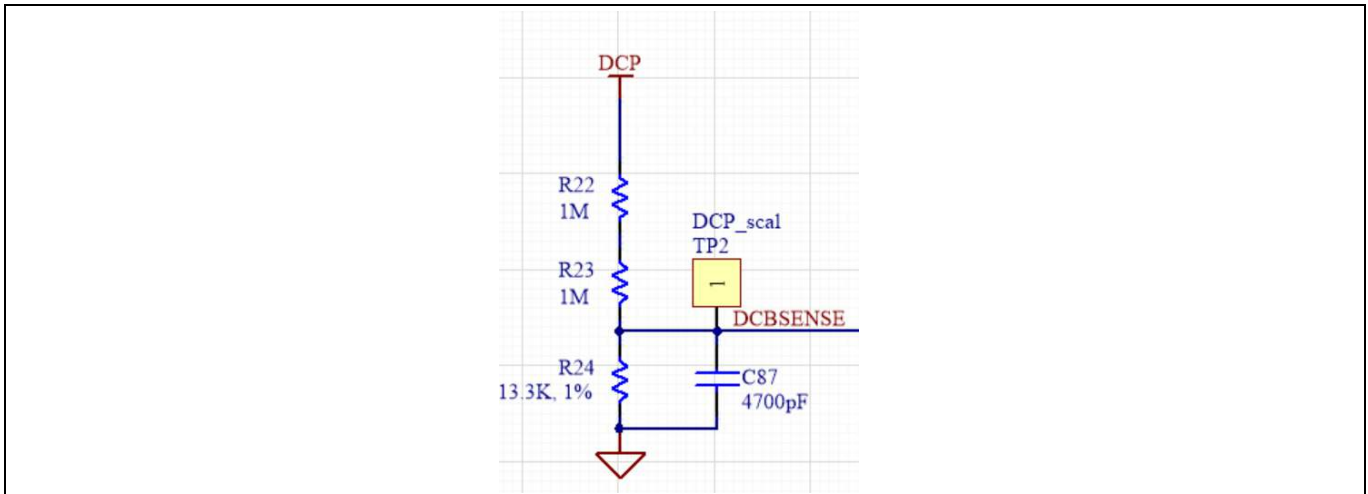 DCP
R22
1M
DCP_scal
TP2
R23
1M
1
DCBSENSE
R24
13.3K, 1%
C87
4700pF